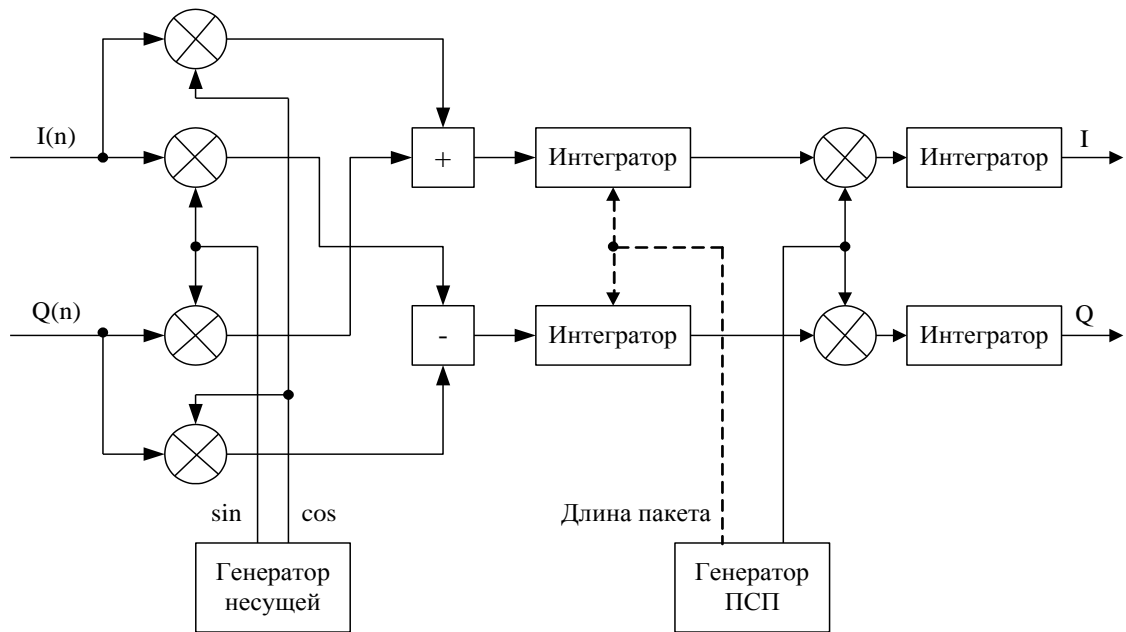 I(n)
+
Интегратор
Интегратор
I
Q(n)
-
Интегратор
Интегратор
Q
sin
cos
Длина пакета
Генератор
несущей
Генератор
ПСП